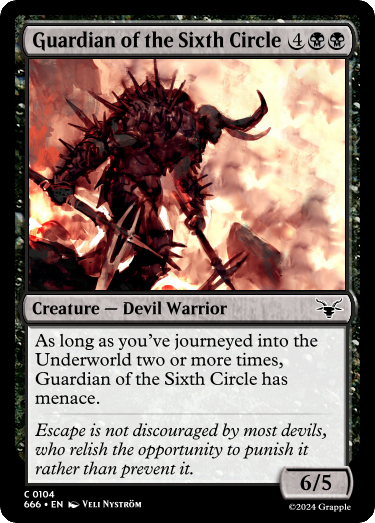 Guardian of the Sixth Circle 4
Creature — Devil Warrior
As long as you've journeyed into the
Underworld two or more times,
Guardian of the Sixth Circle has
menace.
Escape is not discouraged by most devils,
who relish the opportunity to punish it
rather than prevent it.
6/5
C 0104
666 • EN VELI NYSTRÖM
©2024 Grapple